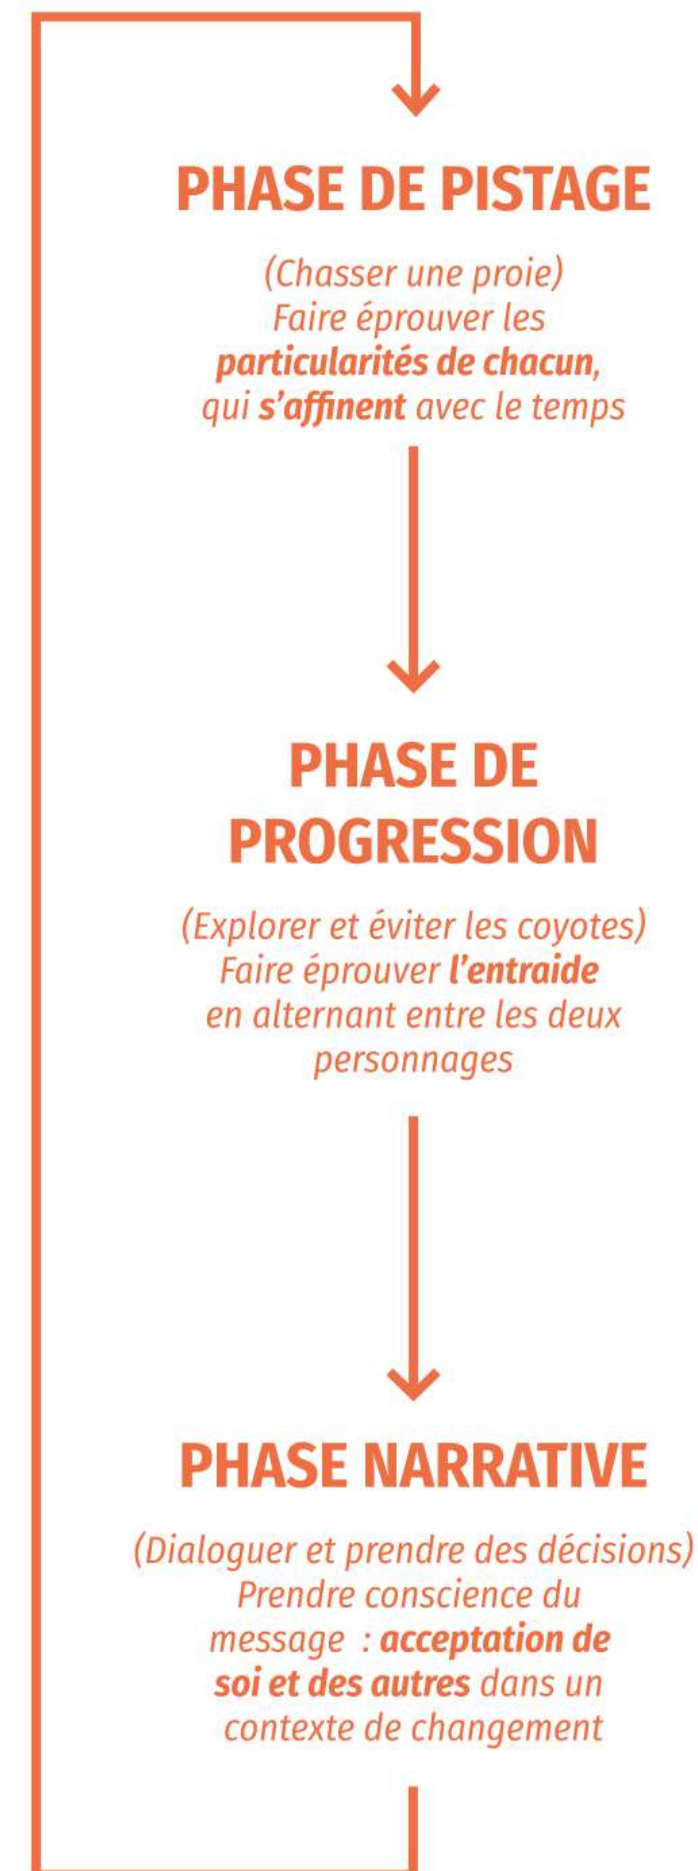 PHASE DE PISTAGE
(Chasser une proie)
Faire éprouver les
particularités de chacun,
qui s'affinent avec le temps
PHASE DE
PROGRESSION
(Explorer et éviter les coyotes)
Faire éprouver l'entraide
en alternant entre les deux
personnages
PHASE NARRATIVE
(Dialoguer et prendre des décisions)
Prendre conscience du
message : acceptation de
soi et des autres dans un
contexte de changement